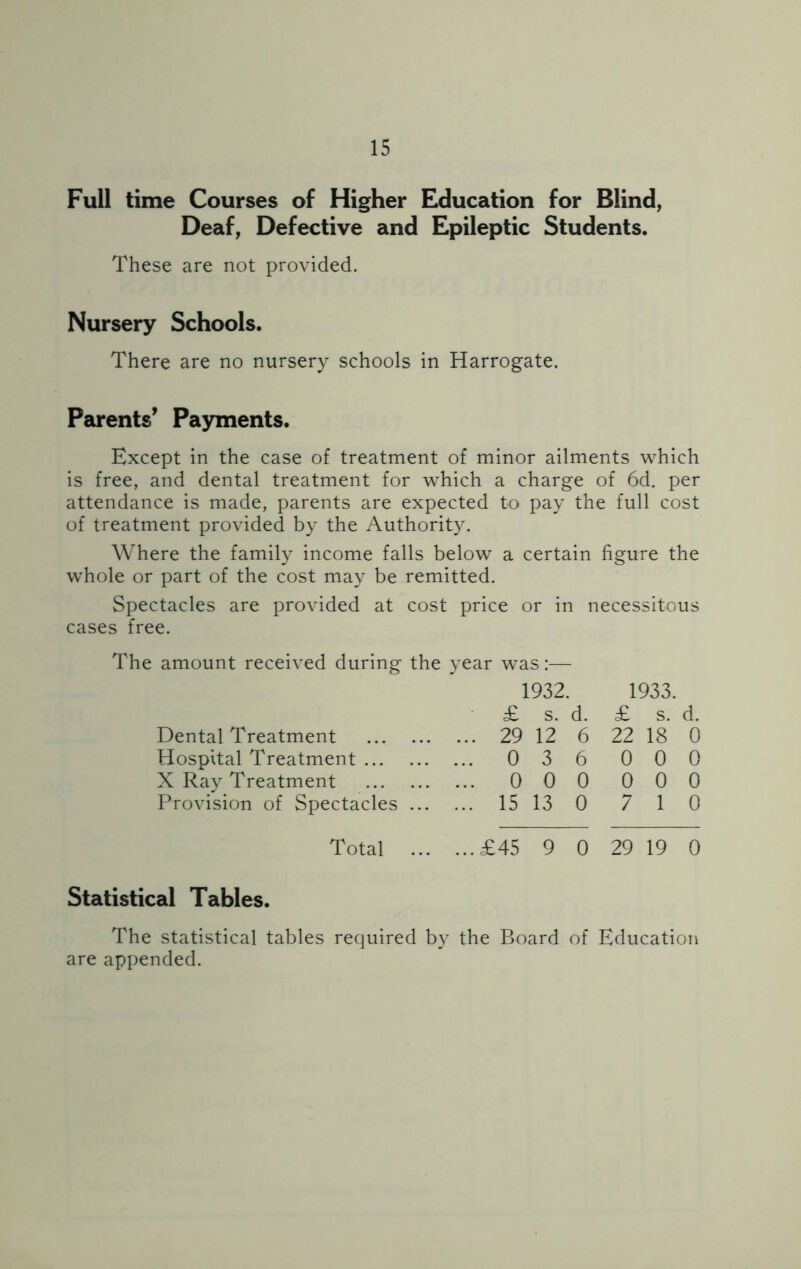 15
Full time Courses of Higher Education for Blind,
Deaf, Defective and Epileptic Students.
These are not provided.
Nursery Schools.
There are no nursery schools in Harrogate.
Parents' Payments.
Except in the case of treatment of minor ailments which
is free, and dental treatment for which a charge of 6d. per
attendance is made, parents are expected to pay the full cost
of treatment provided by the Authority.
Where the family income falls below a certain figure the
whole or part of the cost may be remitted.
Spectacles are provided at cost price or in necessitous
cases free.
The amount received during the year was:—
1932. 1933.
£ s. d. £ s. d.
Dental Treatment ... ... ... 29 12 6 22 18 0
Hospital Treatment ... ... ... 0 3 6 0 0 0
X Ray Treatment ... ... ... 0 0 0 0 0 0
Provision of Spectacles ... ... 15 13 0 7 1 0
Total ... ... £45 9 0 29 19 0
Statistical Tables.
The statistical tables required by the Board of Education
are appended.